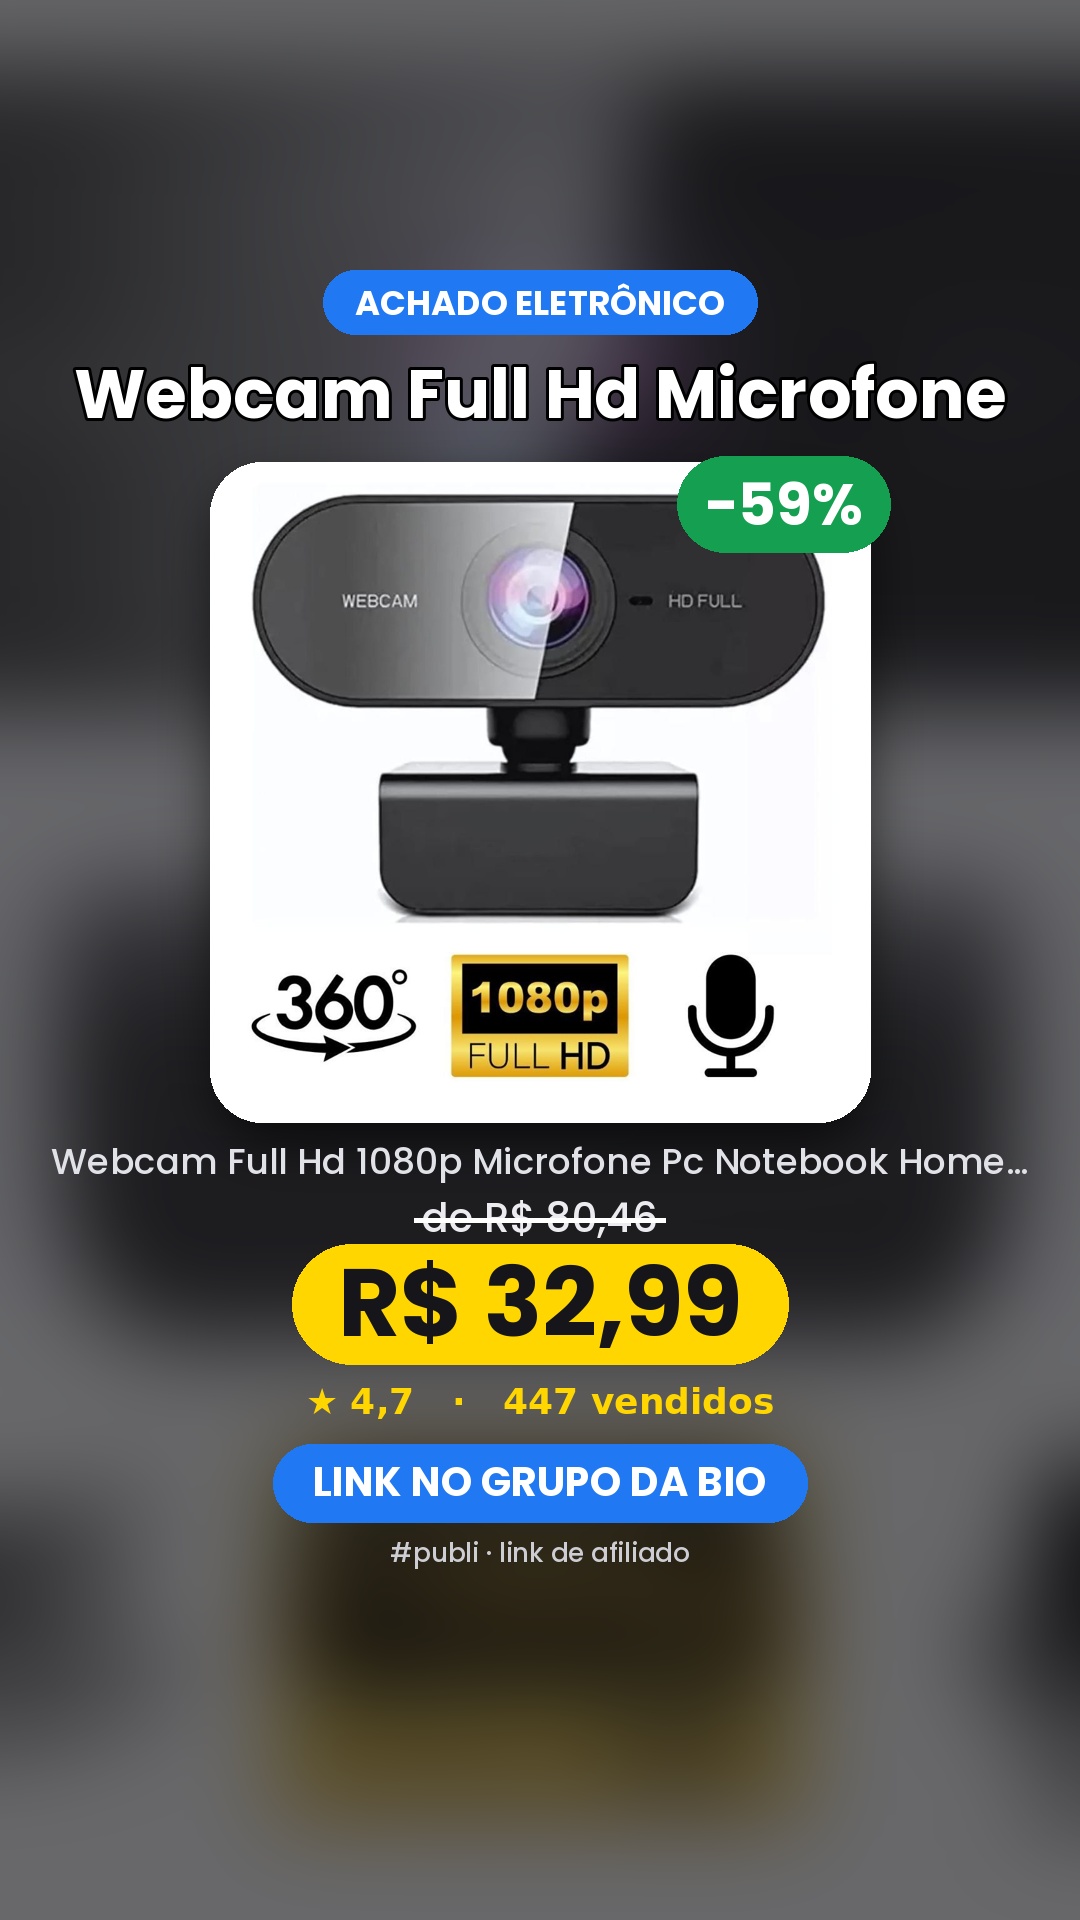 ACHADO ELETRÔNICO
Webcam Full Hd Microfone
-59%
WEBCAM
HD FULL
360°
1080p
FULL HD
Webcam Full Hd 1080p Microfone Pc Notebook Home...
de R$ 80,46
R$ 32,99
★ 4,7 · 447 vendidos
LINK NO GRUPO DA BIO
#publi · link de afiliado